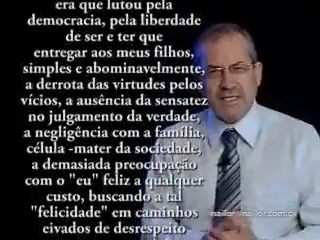 era que lutou pela
democracia, pela liberdade
de ser e ter que
entregar aos meus filhos,
simples e abominavelmente,
a derrota das virtudes pelos
vícios, a ausência da sensatez
no julgamento da verdade,
a negligência com a família,
célula -mater da sociedade,
a demasiada preocupação
com o "eu" feliz a qualquer
custo, buscando a tal
"felicidade" em caminhos
eivados de desrespeito